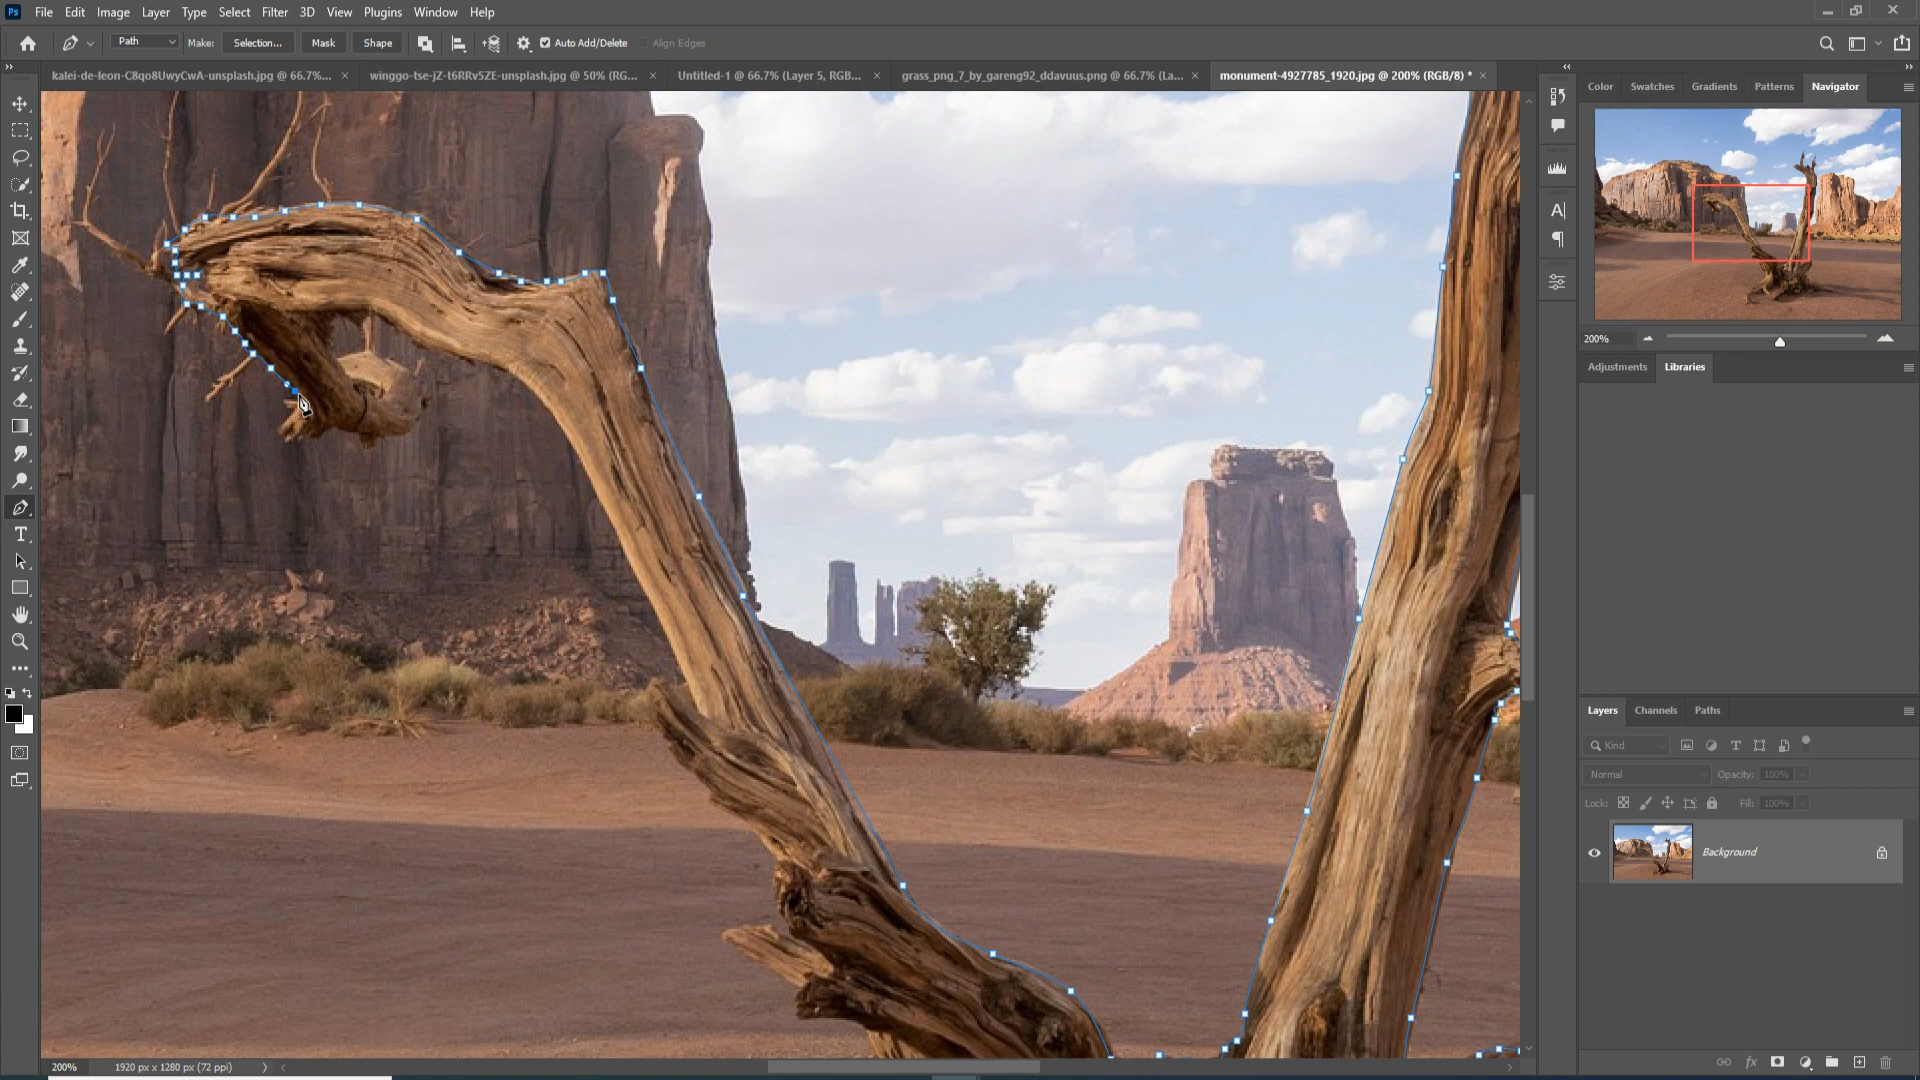 Ps File Edit Image Layer Type Select Filter 3D View Plugins Window Help
Path Make: Selection... Mask Shape Auto Add/Delete Align Edges
kalei-de-leon-C8qo8UwyCwA-unsplash.jpg @ 66.7%... × winggo-tse-jZ-t6RRv5ZE-unsplash.jpg @ 50% (RG... × Untitled-1 @ 66.7% (Layer 5, RGB... × grass_png_7_by_gareng92_ddavuus.png @ 66.7% (La... × monument-4927785_1920.jpg @ 200% (RGB/8) * ×
Color Swatches Gradients Patterns Navigator
200%
Adjustments Libraries
Layers Channels Paths
Kind
Normal Opacity: 100%
Lock: Fill: 100%
Background
fx
200% 1920 px x 1280 px (72 ppi)